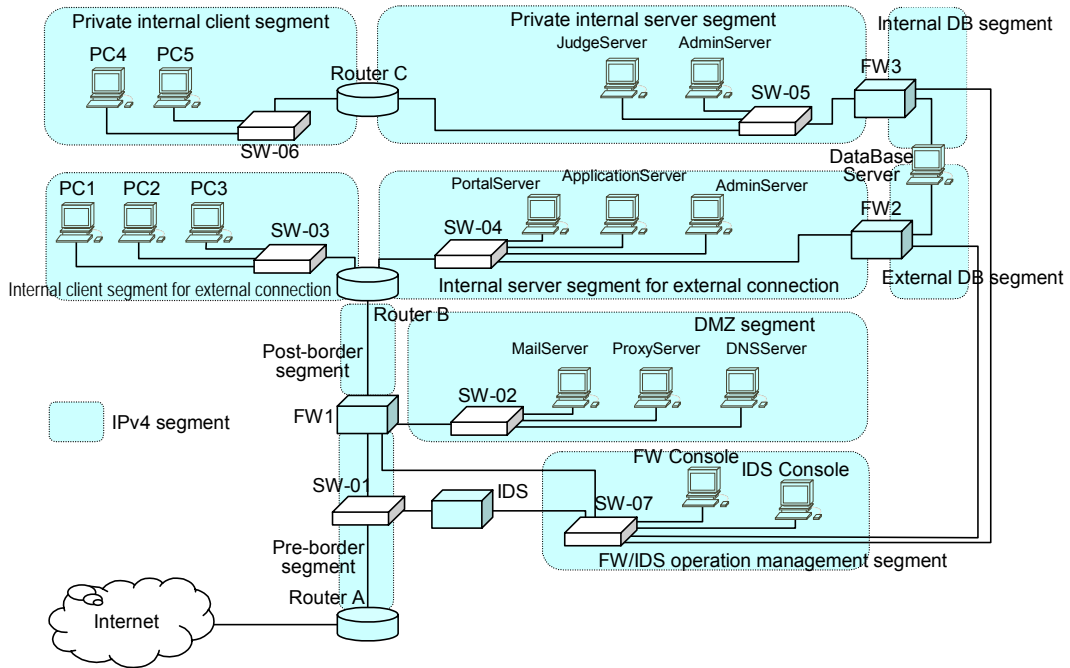 Private internal client segment
Private internal server segment
Internal DB segment
JudgeServer
AdminServer
PC4
PC5
Router C
FW3
SW-05
SW-06
DataBase
Server
PC1
PC2
PC3
PortalServer
ApplicationServer
AdminServer
FW2
SW-03
SW-04
Internal client segment for external connection
Internal server segment for external connection
External DB segment
Router B
DMZ segment
Post-border
segment
MailServer
ProxyServer
DNSServer
SW-02
FW1
IPv4 segment
FW Console
IDS Console
SW-01
IDS
SW-07
Pre-border
segment
FW/IDS operation management segment
Router A
Internet